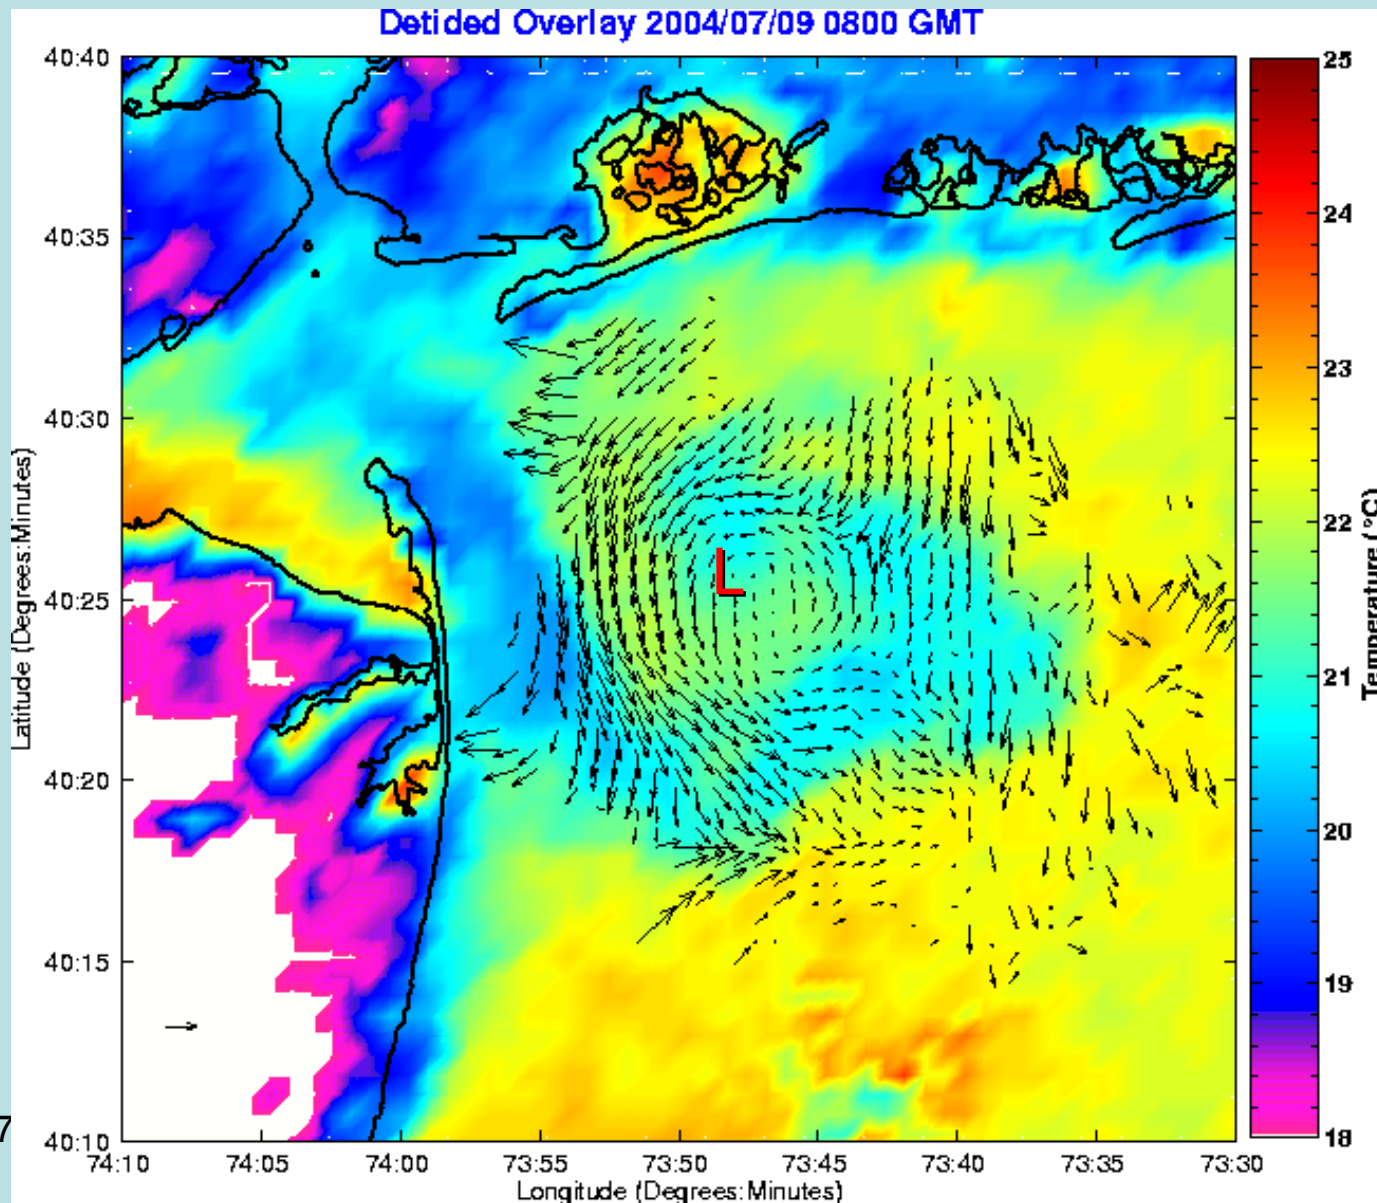 Detided Overlay 2004/07/09 0800 GMT
40:40
40:35
40:30
40:25
40:20
40:15
40:10
Latitude (Degrees:Minutes)
L
7
74:10 74:05 74:00 73:55 73:50 73:45 73:40 73:35 73:30
Longitude (Degrees:Minutes)
25
24
23
22
21
20
19
18
Temperature (°C)